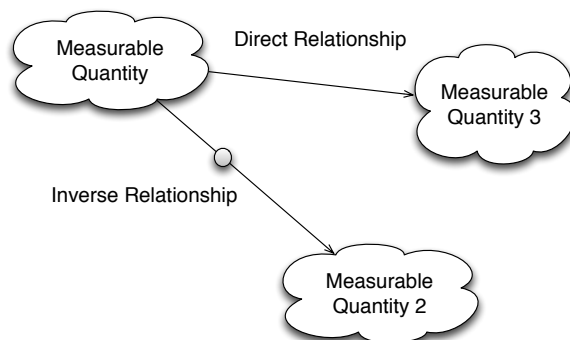 Measurable
Quantity
Direct Relationship
Measurable
Quantity 3
Inverse Relationship
Measurable
Quantity 2